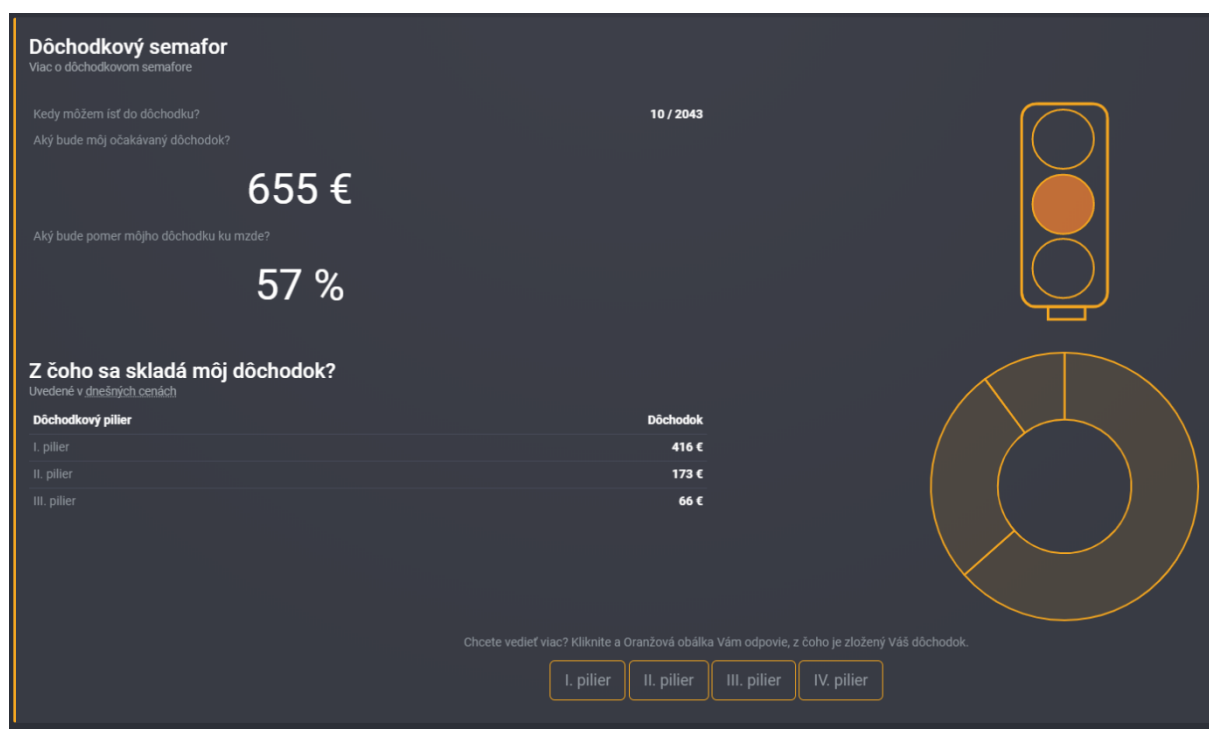 Dôchodkový semafor
Viac o dôchodkovom semafore
Kedy môžem ísť do dôchodku? 10 / 2043
Aký bude môj očakávaný dôchodok?
655 €
Aký bude pomer môjho dôchodku ku mzde?
57 %
Z čoho sa skladá môj dôchodok?
Uvedené v dnešných cenách
Dôchodkový pilier Dôchodok
I. pilier 416 €
II. pilier 173 €
III. pilier 66 €
Chcete vedieť viac? Kliknite a Oranžová obálka Vám odpovie, z čoho je zložený Váš dôchodok.
I. pilier II. pilier III. pilier IV. pilier